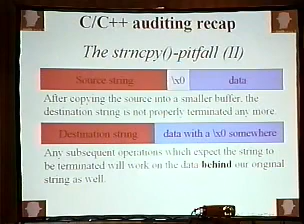 C/C++ auditing recap
The strncpy()-pitfall (II)
Source string \x0 data
After copying the source into a smaller buffer, the
destination string is not properly terminated any more.
Destination string data with a \x0 somewhere
Any subsequent operations which expect the string to
be terminated will work on the data behind our original
string as well.